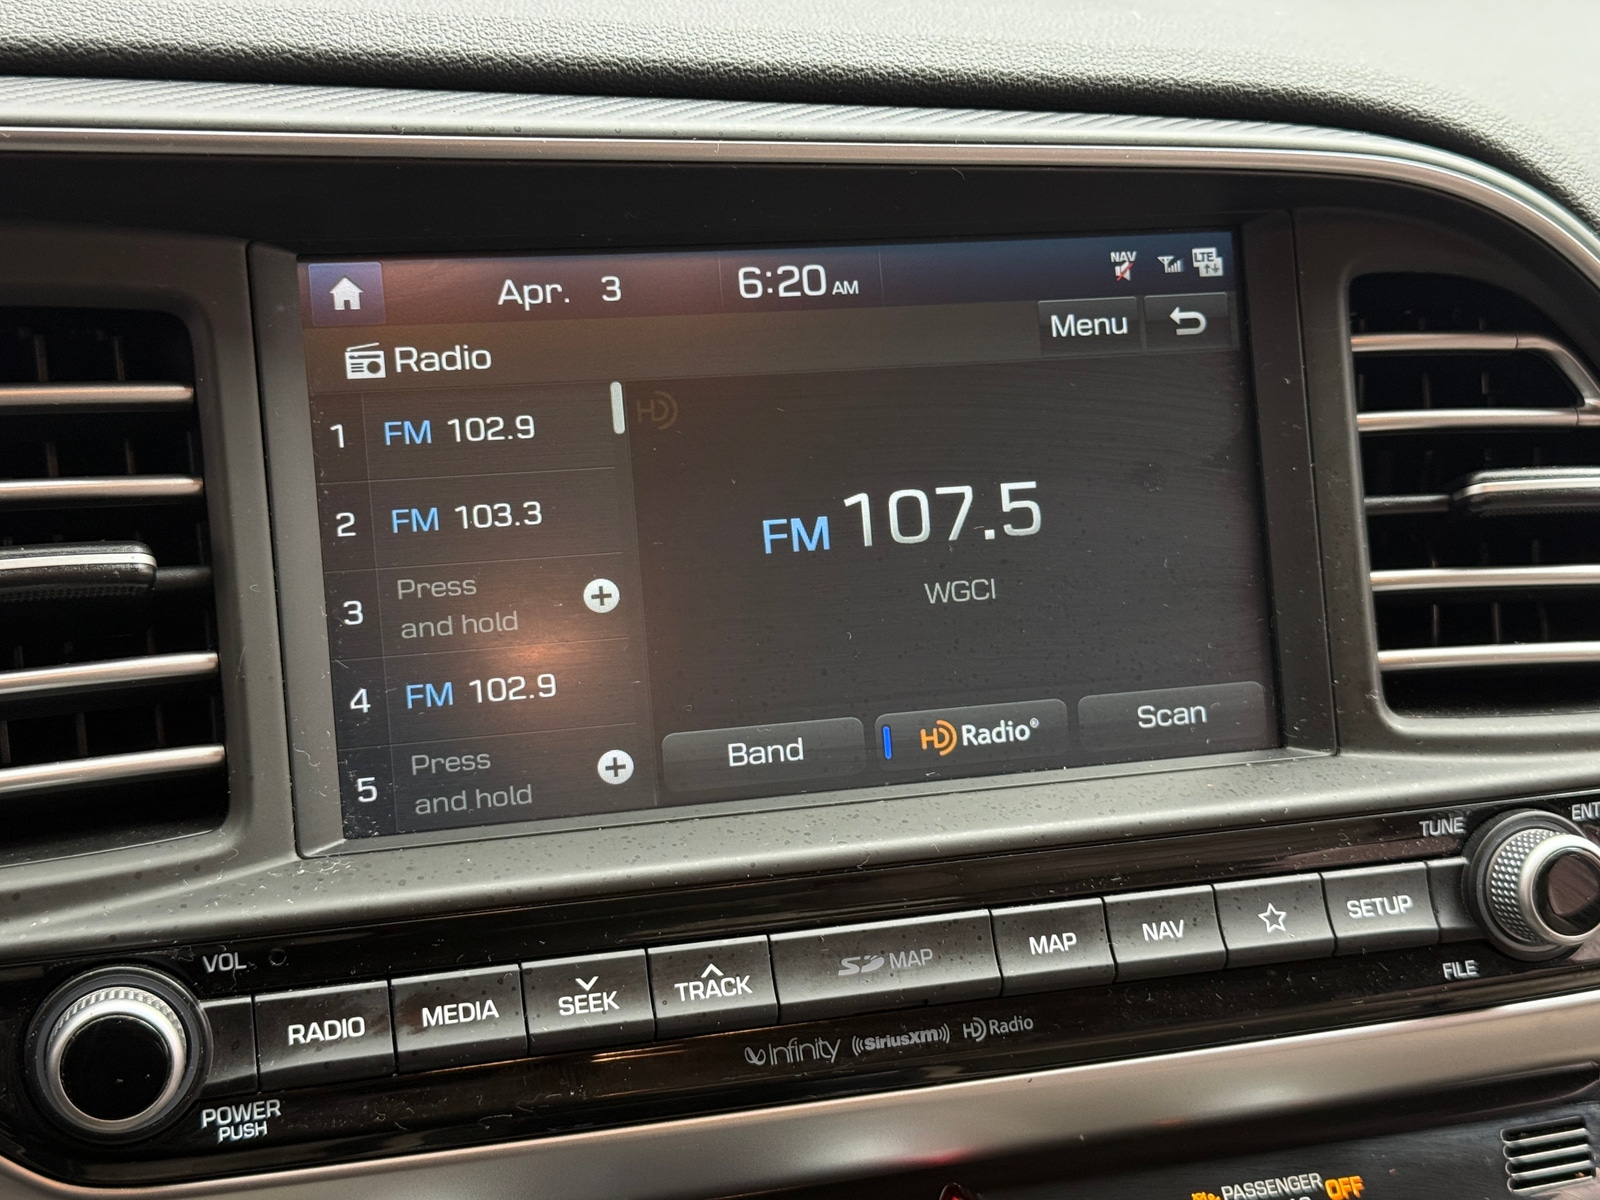 NAV
LTE
Apr. 3 6:20 AM
Menu
Radio
HD
1 FM 102.9
2 FM 103.3
3 Press
and hold
4 FM 102.9
5 Press
and hold
FM 107.5
WGCI
Band
HD Radio®
Scan
TUNE
ENT
VOL
RADIO
MEDIA
SEEK
TRACK
SD MAP
MAP
NAV
SETUP
FILE
POWER
PUSH
Infinity ((SiriusXM)) HD Radio
PASSENGER OFF